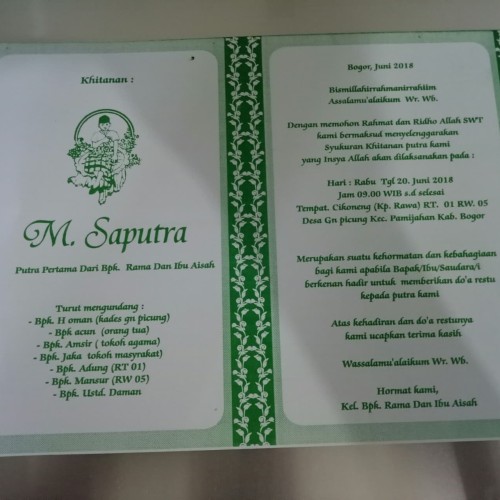 Khitanan :
M. Saputra
Putra Pertama Dari Bpk. Rama Dan Ibu Aisah
Turut mengundang :
- Bpk. H oman (kades gn picung)
- Bpk acun (orang tua)
- Bpk. Amsir ( tokoh agama)
- Bpk. Jaka tokoh masyrakat)
- Bpk. Adung (RT 01)
- Bpk. Mansur (RW 05)
- Bpk. Ustd. Daman
Bogor, Juni 2018
Bismillahirrahmanirrahiim
Assalamu'alaikum Wr. Wb.
Dengan memohon Rahmat dan Ridho Allah SWT
kami bermaksud menyelenggarakan
Syukuran Khitanan putra kami
yang Insya Allah akan dilaksanakan pada :
Hari : Rabu Tgl 20. Juni 2018
Jam 09.00 WIB s.d selesai
Tempat. Cikoneng (Kp. Rawa) RT. 01 RW. 05
Desa Gn picung Kec. Pamijahan Kab. Bogor
Merupakan suatu kehormatan dan kebahagiaan
bagi kami apabila Bapak/Ibu/Saudara/i
berkenan hadir untuk memberikan do'a restu
kepada putra kami
Atas kehadiran dan do'a restunya
kami ucapkan terima kasih
Wassalamu'alaikum Wr. Wb.
Hormat kami,
Kel. Bpk. Rama Dan Ibu Aisah